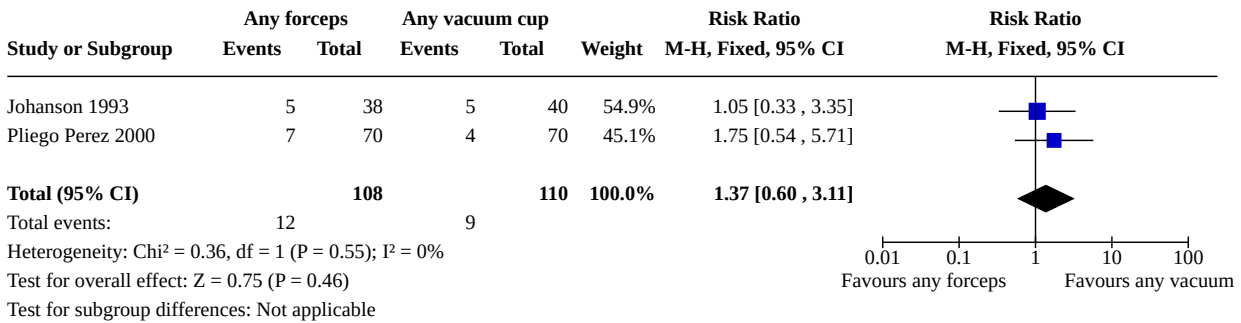 Any forceps Any vacuum cup Risk Ratio Risk Ratio
Study or Subgroup Events Total Events Total Weight M-H, Fixed, 95% CI M-H, Fixed, 95% CI
Johanson 1993 5 38 5 40 54.9% 1.05 [0.33 , 3.35]
Pliego Perez 2000 7 70 4 70 45.1% 1.75 [0.54 , 5.71]
Total (95% CI) 108 110 100.0% 1.37 [0.60 , 3.11]
Total events: 12 9
Heterogeneity: Chi² = 0.36, df = 1 (P = 0.55); I² = 0% 0.01 0.1 1 10 100
Test for overall effect: Z = 0.75 (P = 0.46) Favours any forceps Favours any vacuum
Test for subgroup differences: Not applicable